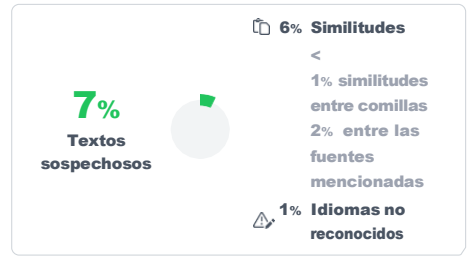 7%
Textos
sospechosos
6% Similitudes
<
1% similitudes
entre comillas
2% entre las
fuentes
mencionadas
1% Idiomas no
reconocidos